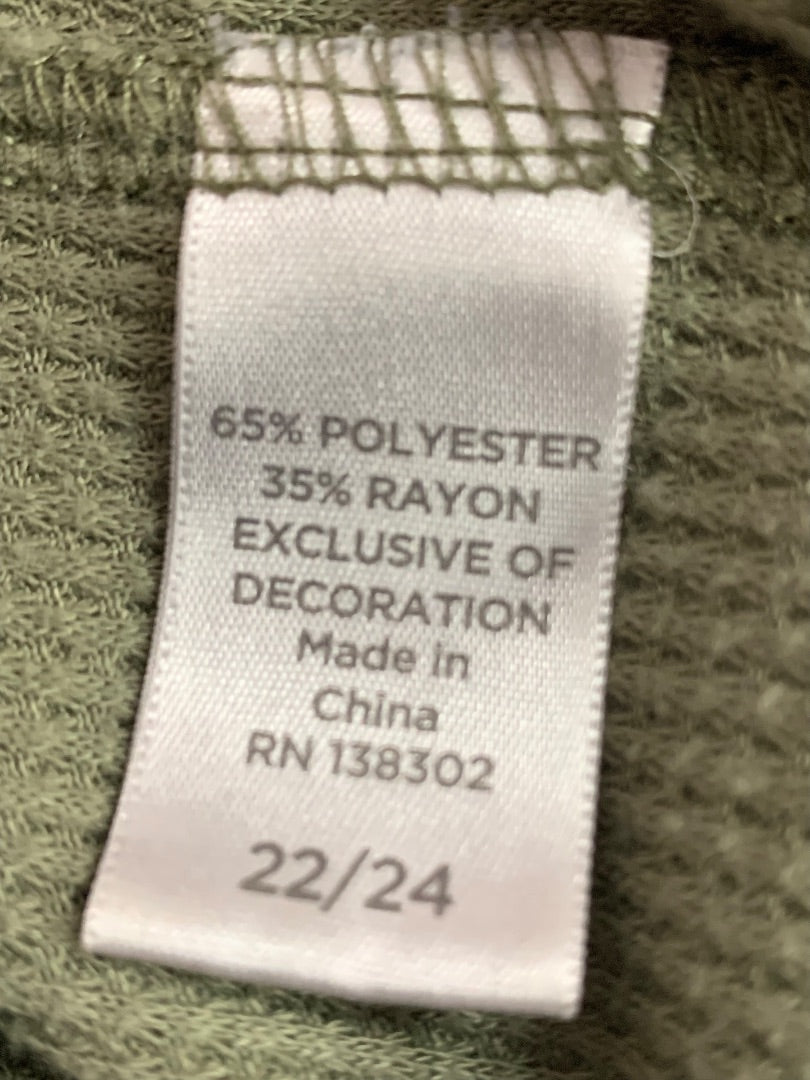 65% POLYESTER
35% RAYON
EXCLUSIVE OF
DECORATION
Made in
China
RN 138302
22/24